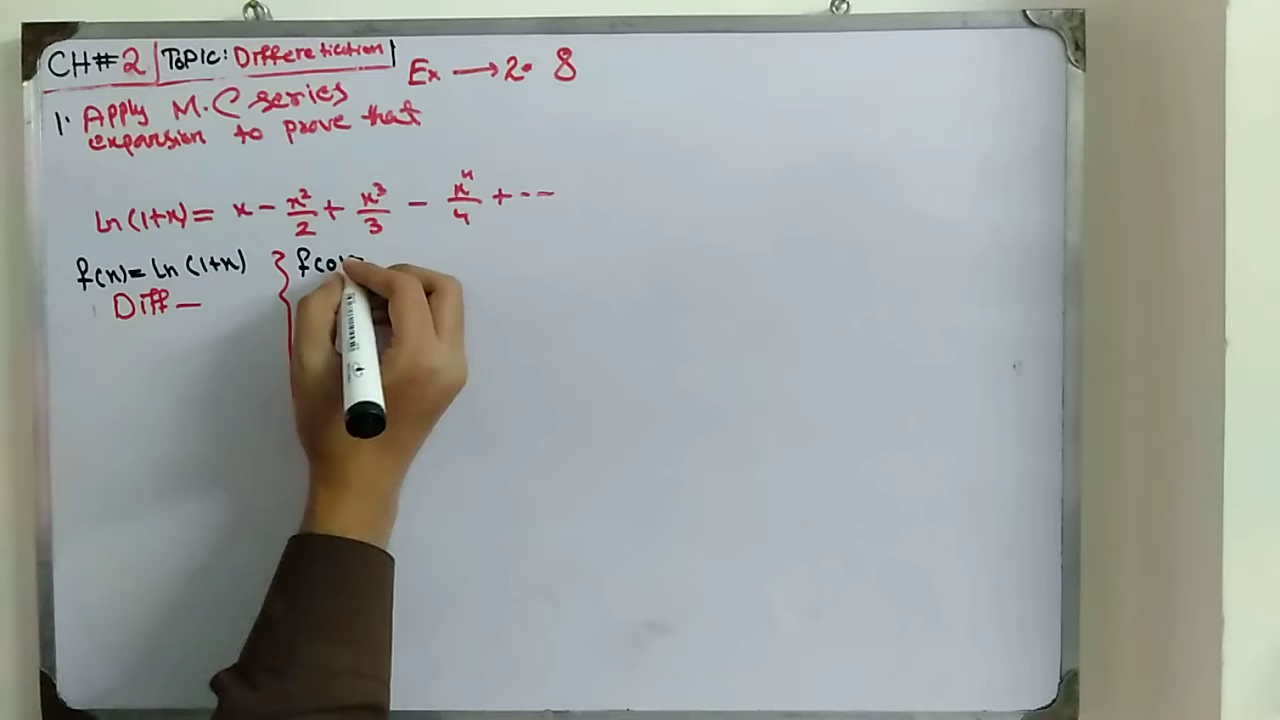 CH#2 | TOPIC: Differetiation | Ex → 2.8
1. Apply M.C series
expansion to prove that
ln(1+x) = x - x²/2 + x³/3 - x⁴/4 + ---
f(x) = ln(1+x) f(0)=
Diff —